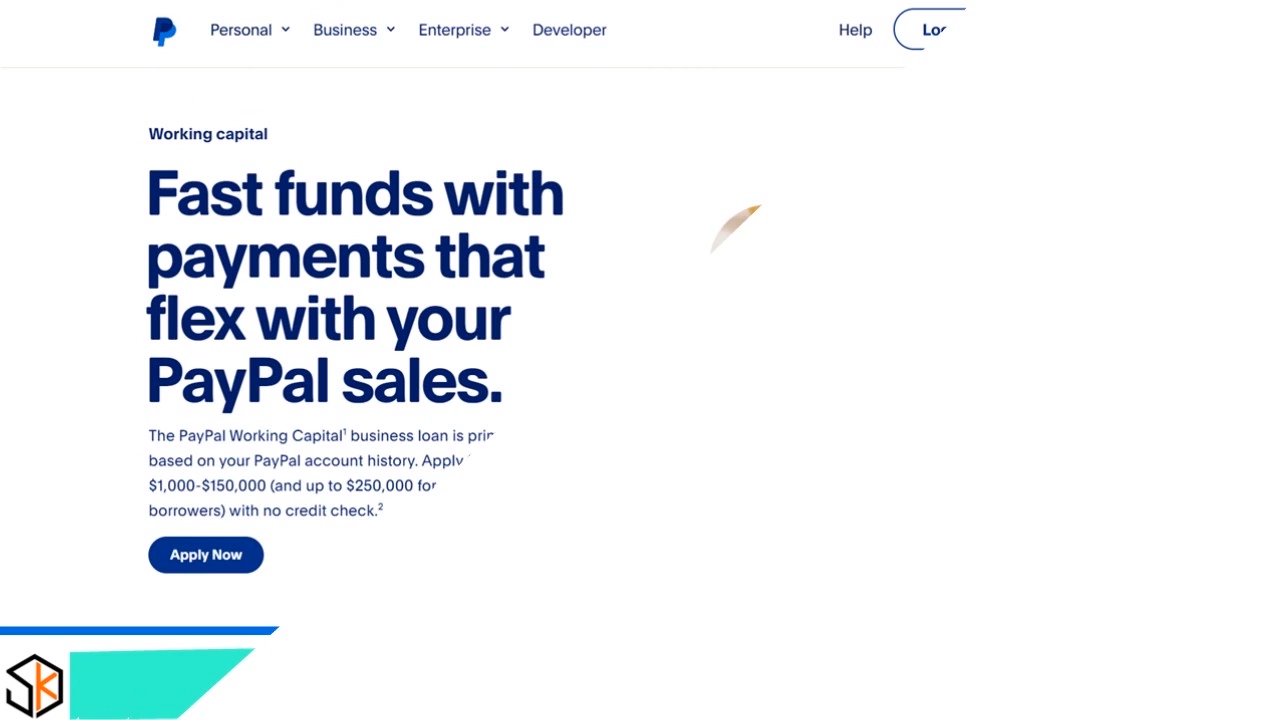 Personal Business Enterprise Developer Help
Working capital
Fast funds with
payments that
flex with your
PayPal sales.
The PayPal Working Capital¹ business loan is
based on your PayPal account history. Apply
$1,000-$150,000 (and up to $250,000 for
borrowers) with no credit check.²
Apply Now